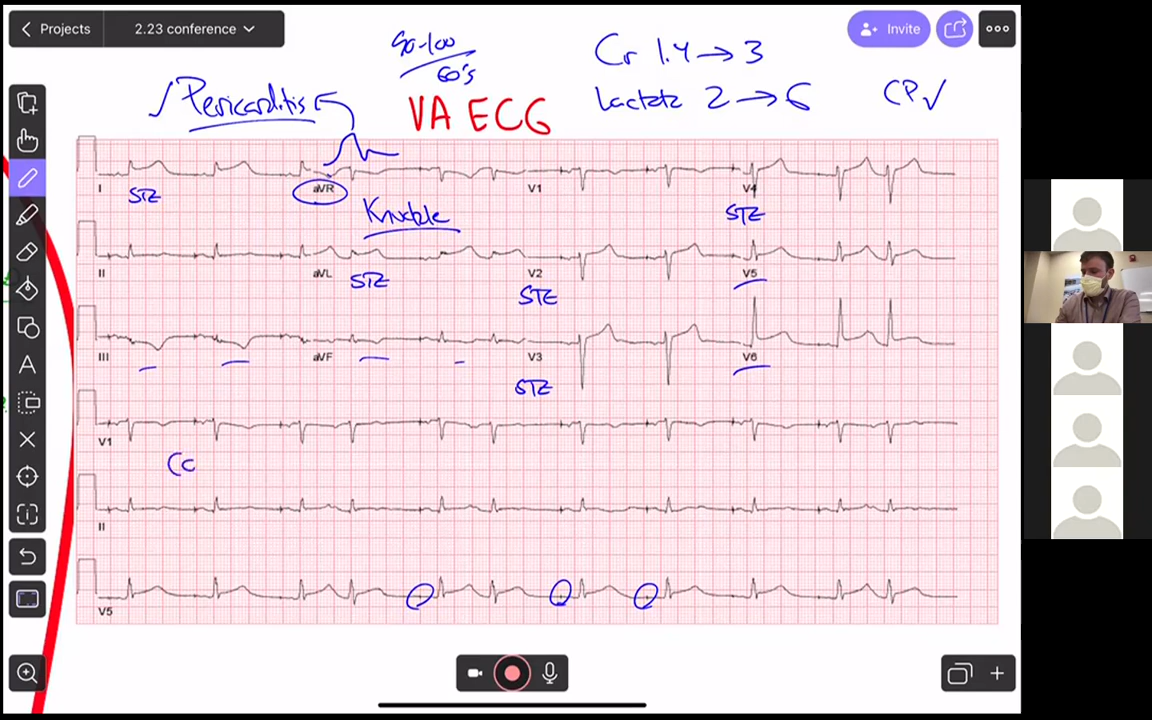 Projects
2.23 conference
Invite
90-100
60's
Cr 1.4 → 3
Lactate 2 → 6
CP ✓
Pericarditis
VA ECG
I
aVR
V1
V4
STE
Knuckle
STE
II
aVL
V2
V5
STE
STE
III
aVF
V3
V6
STE
V1
(c
II
V5
A